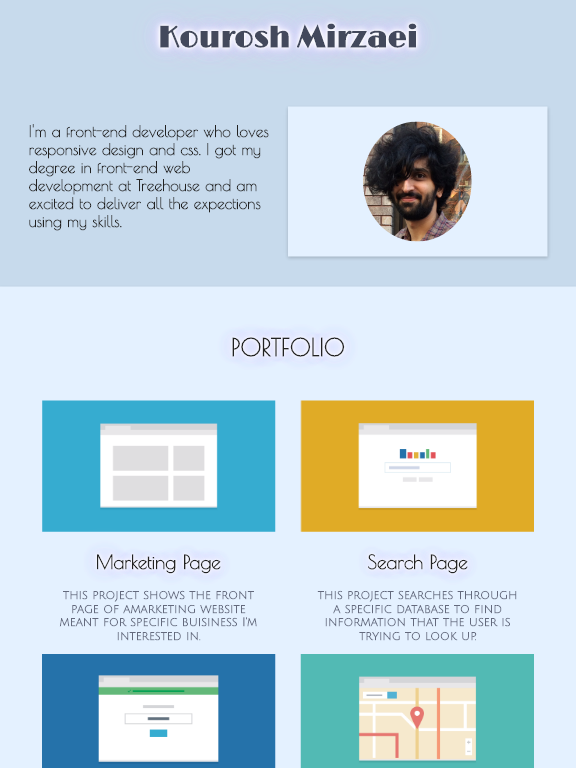 Kourosh Mirzaei
I'm a front-end developer who loves
responsive design and css. I got my
degree in front-end web
development at Treehouse and am
excited to deliver all the expections
using my skills.
PORTFOLIO
Marketing Page
THIS PROJECT SHOWS THE FRONT
PAGE OF AMARKETING WEBSITE
MEANT FOR SPECIFIC BUISINESS I'M
INTERESTED IN.
Search Page
THIS PROJECT SEARCHES THROUGH
A SPECIFIC DATABASE TO FIND
INFORMATION THAT THE USER IS
TRYING TO LOOK UP.